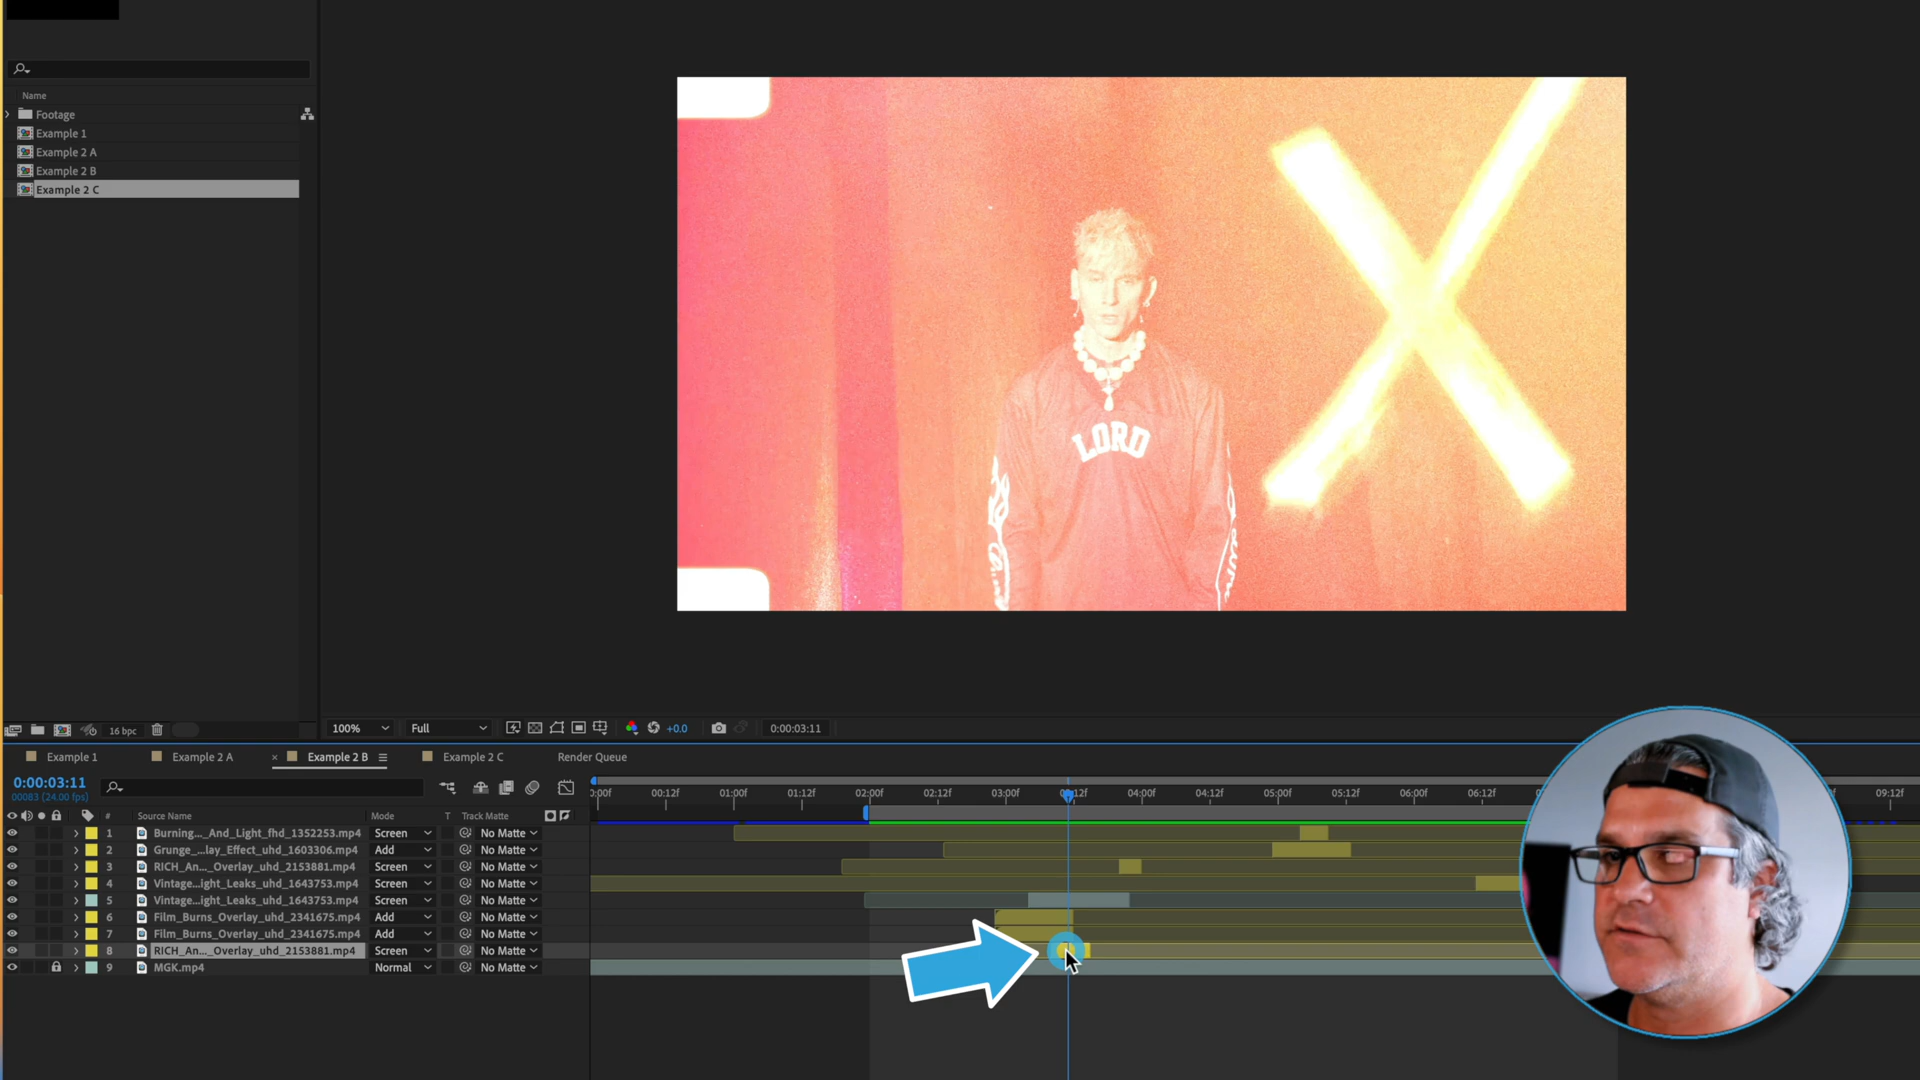 Name
Footage
Example 1
Example 2 A
Example 2 B
Example 2 C
X
LORD
16 bpc
100%
Full
+0.0
0:00:03:11
Example 1
Example 2 A
× Example 2 B
Example 2 C
Render Queue
0:00:03:11
00083 (24.00 fps)
# Source Name Mode T Track Matte
0:00f 00:12f 01:00f 01:12f 02:00f 02:12f 03:00f 04:00f 04:12f 05:00f 05:12f 06:00f 06:12f 09:12f
1 Burning..._And_Light_fhd_1352253.mp4 Screen No Matte
2 Grunge_...lay_Effect_uhd_1603306.mp4 Add No Matte
3 RICH_An..._Overlay_uhd_2153881.mp4 Screen No Matte
4 Vintage...ight_Leaks_uhd_1643753.mp4 Screen No Matte
5 Vintage...ight_Leaks_uhd_1643753.mp4 Screen No Matte
6 Film_Burns_Overlay_uhd_2341675.mp4 Add No Matte
7 Film_Burns_Overlay_uhd_2341675.mp4 Add No Matte
8 RICH_An..._Overlay_uhd_2153881.mp4 Screen No Matte
9 MGK.mp4 Normal No Matte